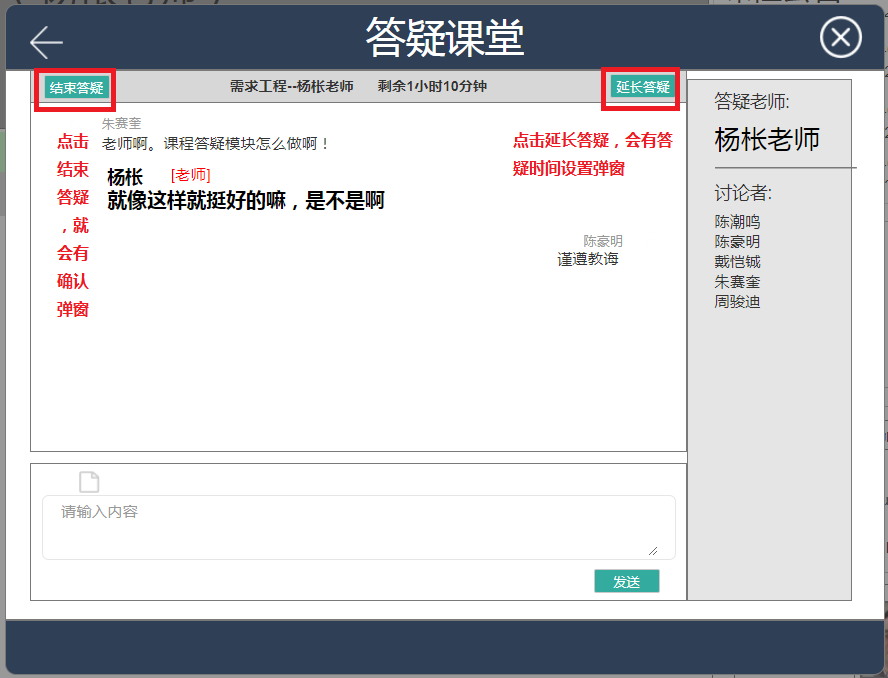 答疑课堂
结束答疑
需求工程--杨枨老师 剩余1小时10分钟
延长答疑
朱赛奎
老师啊。课程答疑模块怎么做啊！
杨枨 [老师]
就像这样就挺好的嘛，是不是啊
点击
结束
答疑
，就
会有
确认
弹窗
点击延长答疑，会有答
疑时间设置弹窗
陈豪明
谨遵教诲
请输入内容
发送
答疑老师:
杨枨老师
讨论者:
陈潮鸣
陈豪明
戴恺铖
朱赛奎
周骏迪